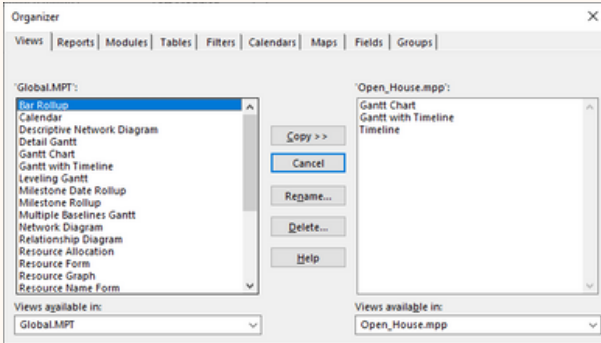 Organizer
Views Reports Modules Tables Filters Calendars Maps Fields Groups
'Global.MPT':
Bar Rollup
Calendar
Descriptive Network Diagram
Detail Gantt
Gantt Chart
Gantt with Timeline
Leveling Gantt
Milestone Date Rollup
Milestone Rollup
Multiple Baselines Gantt
Network Diagram
Relationship Diagram
Resource Allocation
Resource Form
Resource Graph
Resource Name Form
Views available in:
Global.MPT
Copy >>
Cancel
Rename...
Delete...
Help
'Open_House.mpp':
Gantt Chart
Gantt with Timeline
Timeline
Views available in:
Open_House.mpp